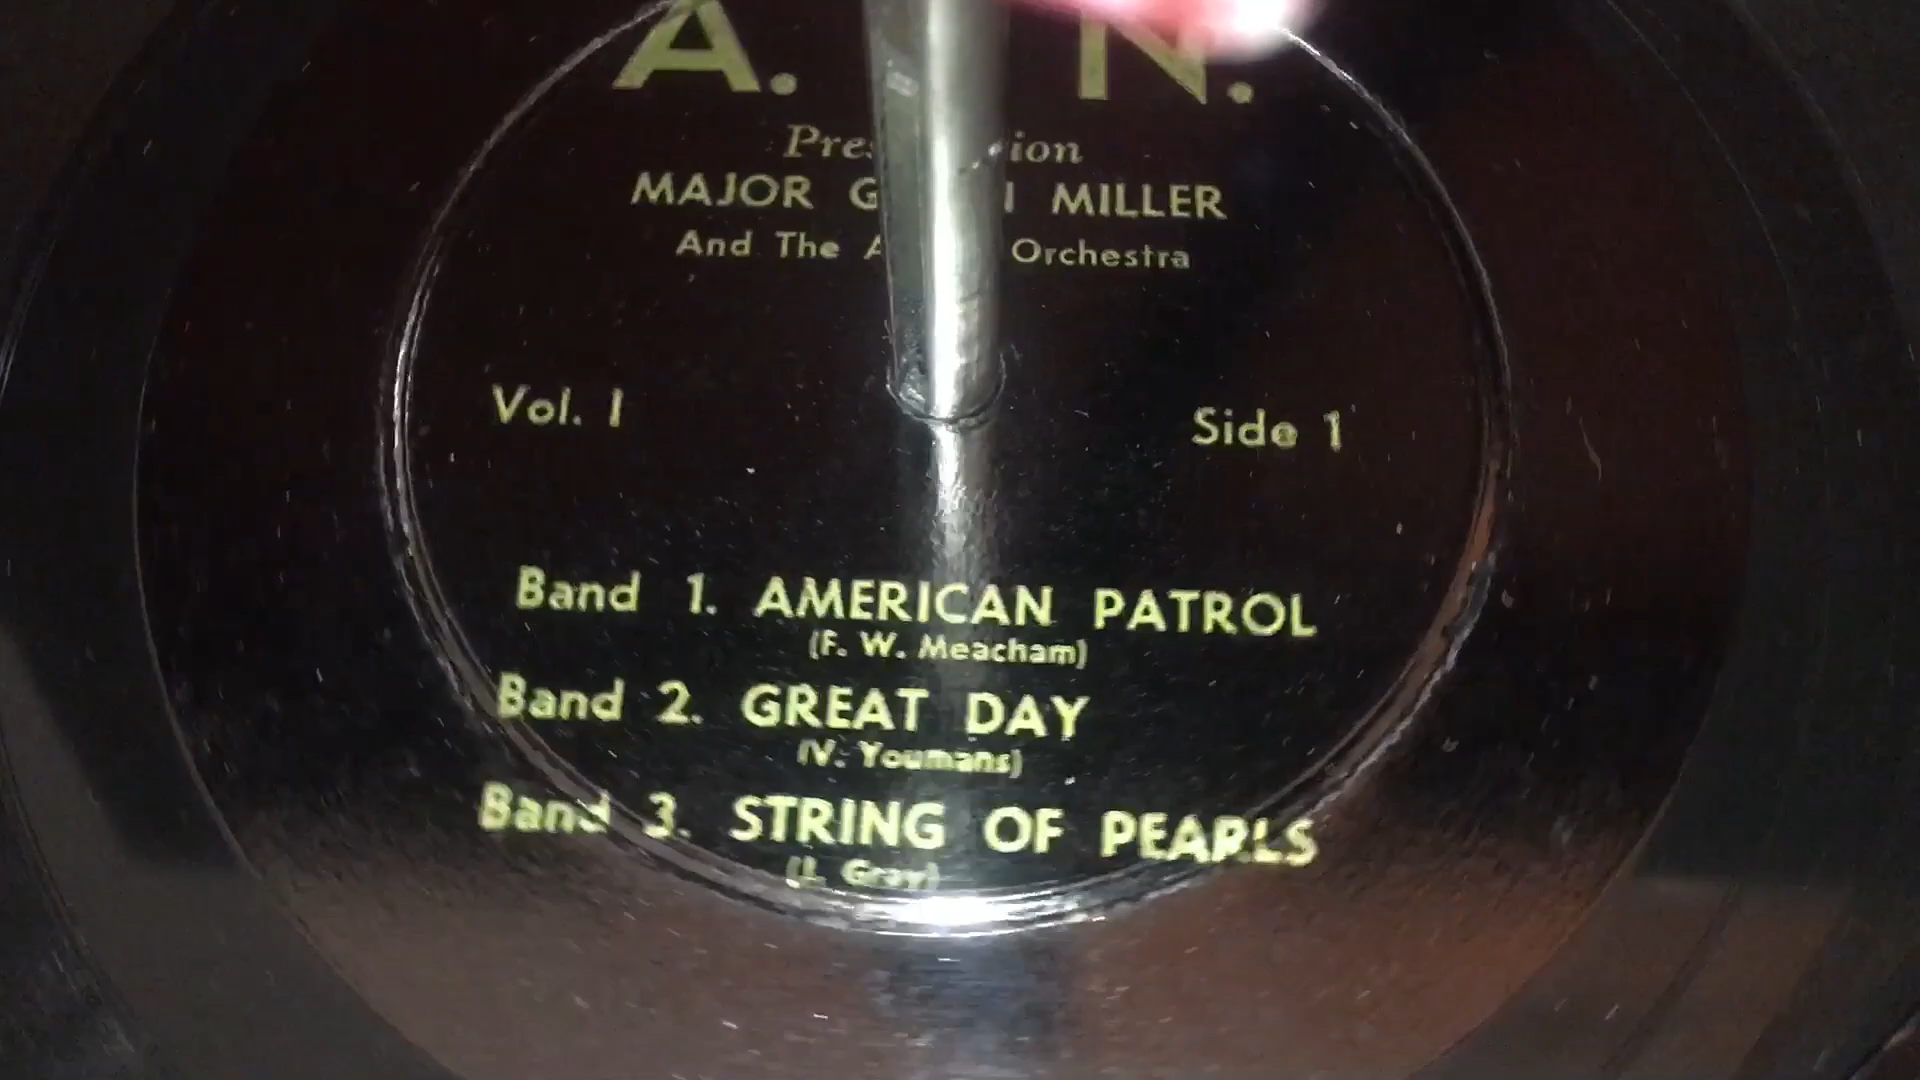 A. N.
MAJOR MILLER
And The Orchestra
Vol. I Side 1
Band 1. AMERICAN PATROL
(F. W. Meacham)
Band 2. GREAT DAY
(V. Youmans)
Band 3. STRING OF PEARLS
(J. Gray)